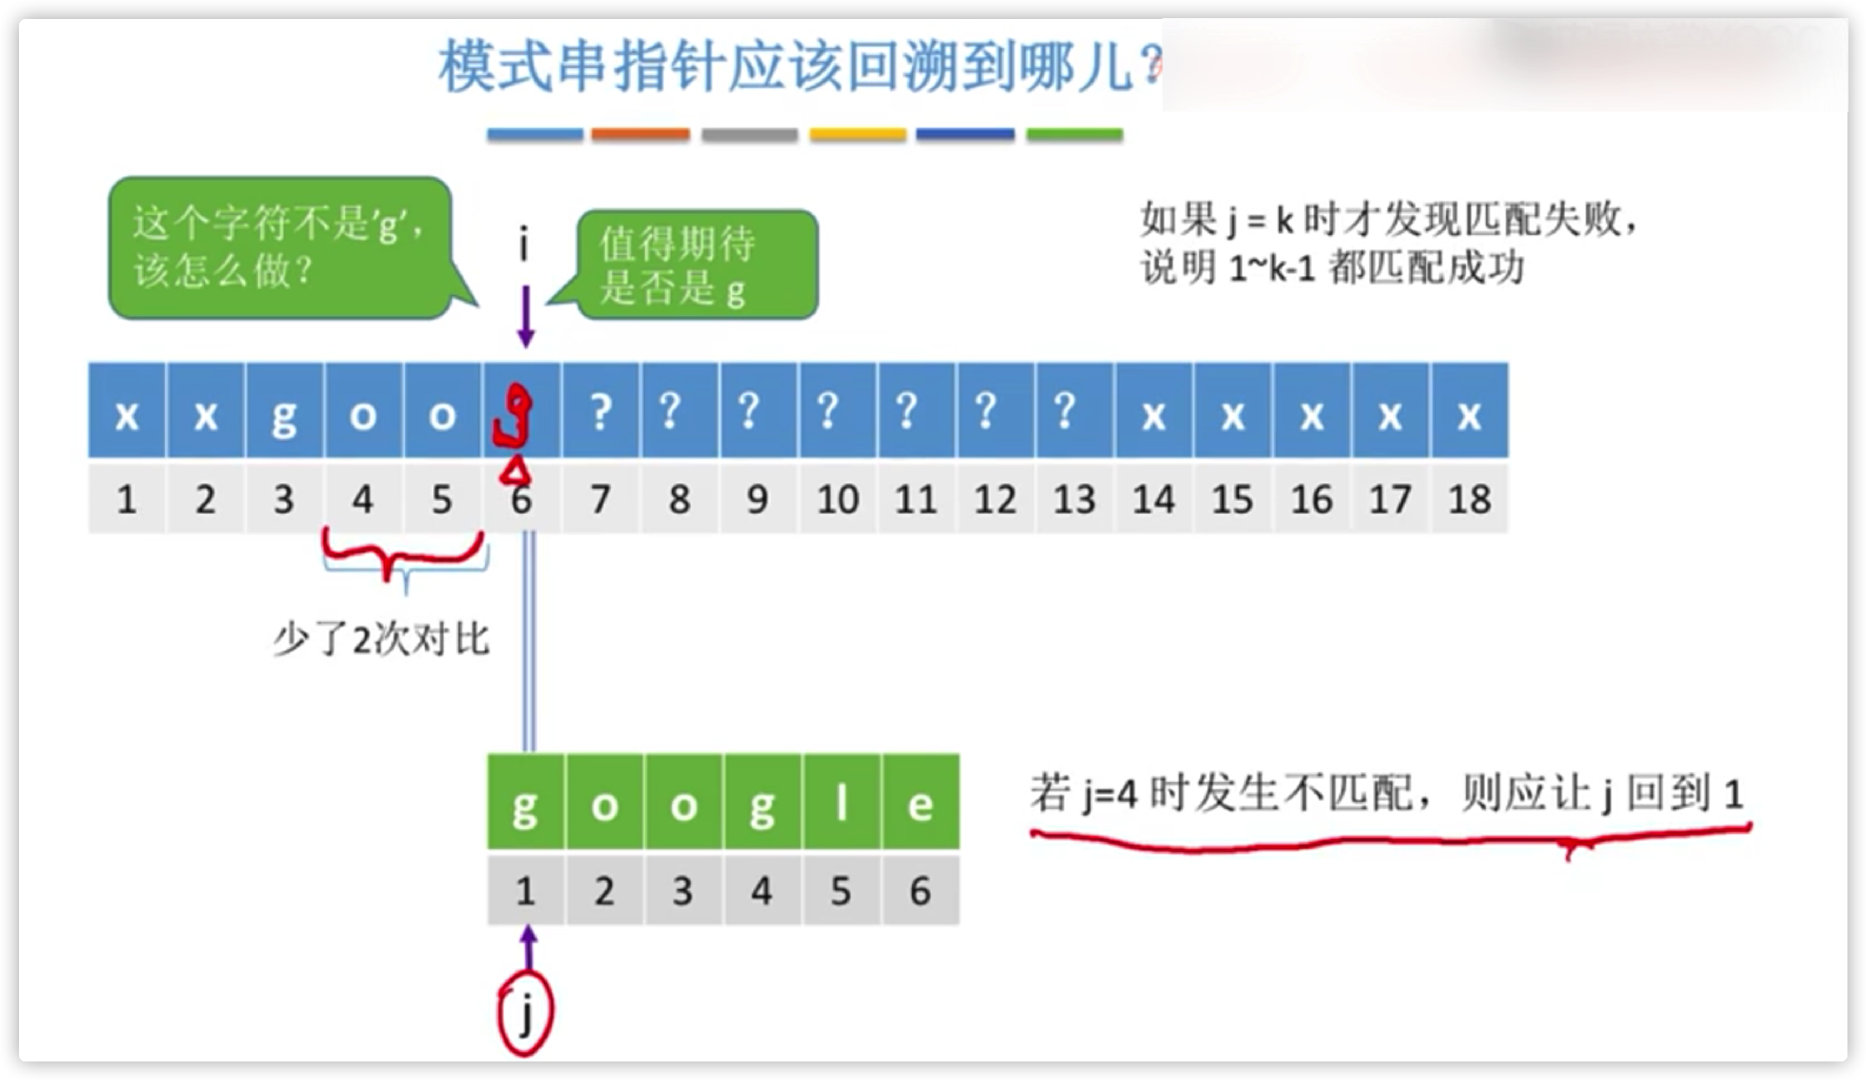 模式串指针应该回溯到哪儿?
这个字符不是'g',
该怎么做?
i
值得期待
是否是 g
如果 j = k 时才发现匹配失败,
说明 1~k-1 都匹配成功
x x g o o g ? ? ? ? ? ? ? x x x x x
1 2 3 4 5 6 7 8 9 10 11 12 13 14 15 16 17 18
少了2次对比
g o o g l e
若 j=4 时发生不匹配，则应让 j 回到 1
1 2 3 4 5 6
j